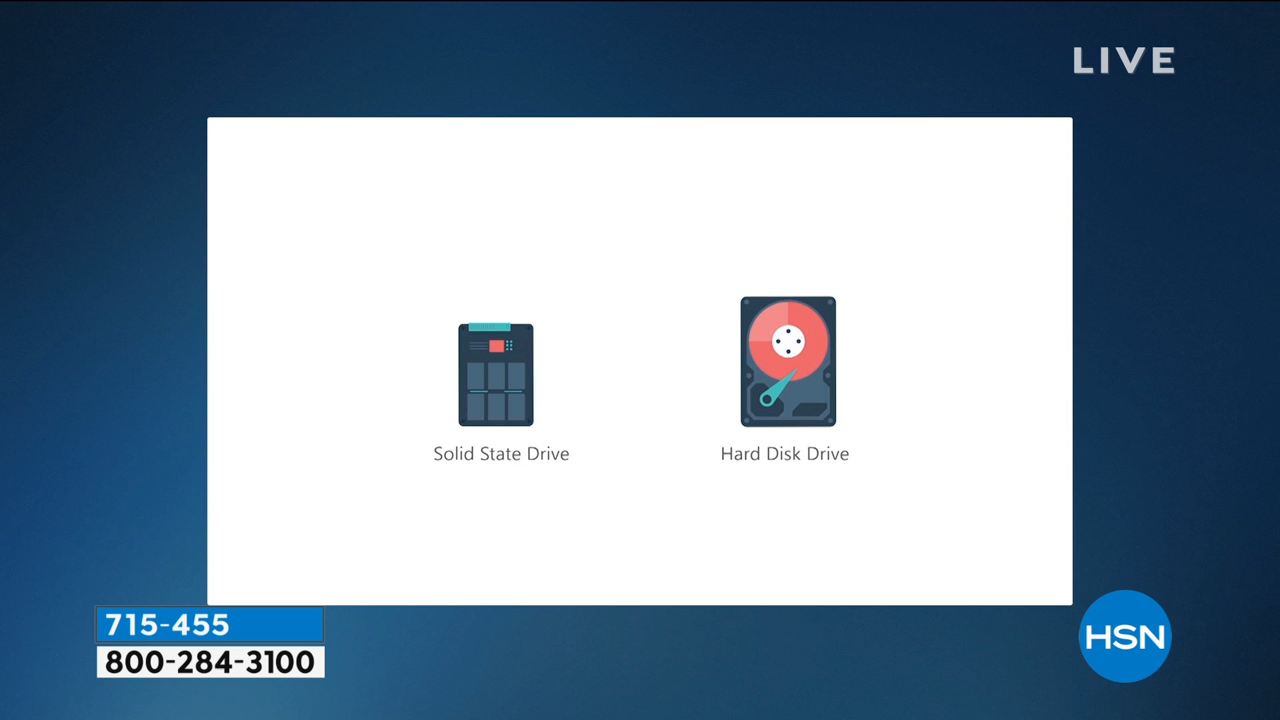 LIVE
Solid State Drive
Hard Disk Drive
715-455
800-284-3100
HSN